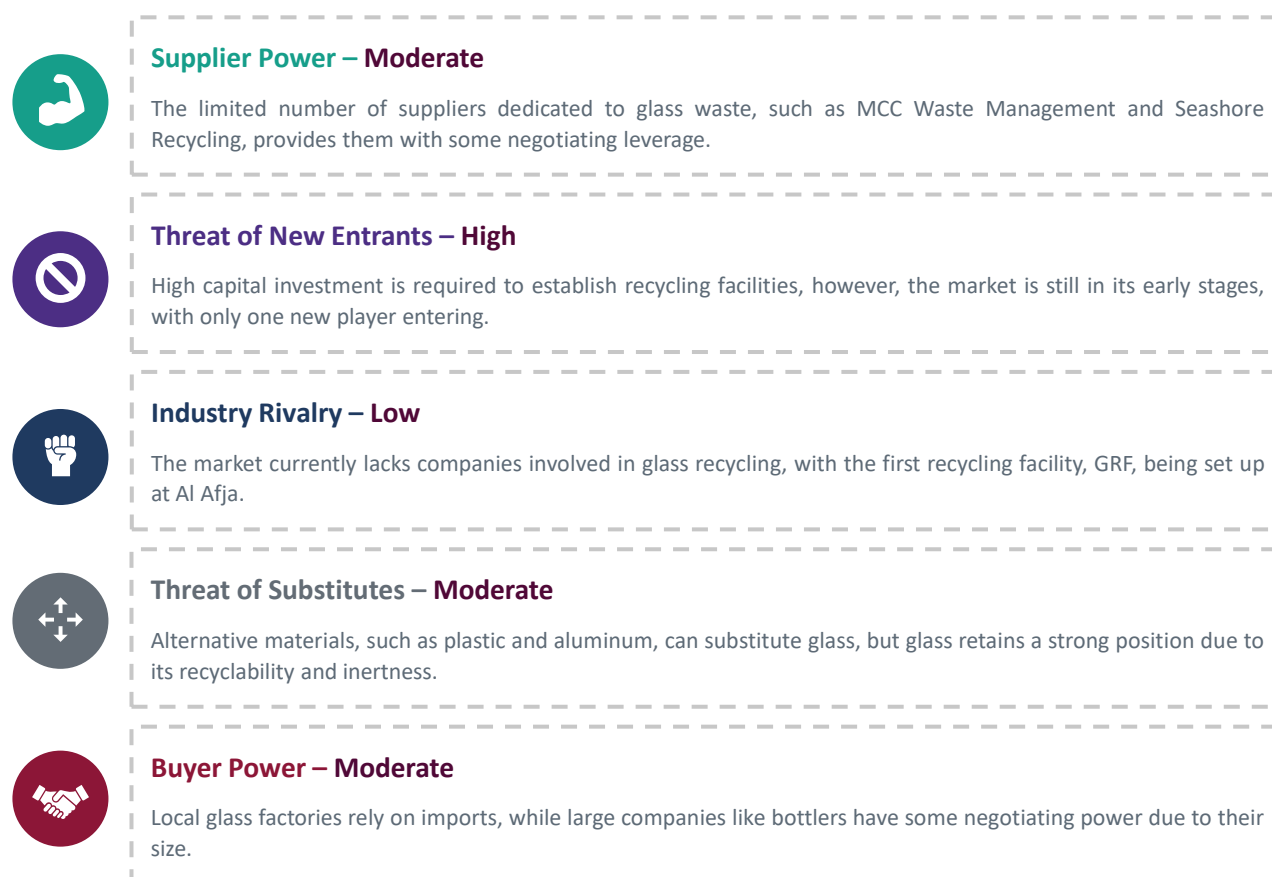 Supplier Power – Moderate
The limited number of suppliers dedicated to glass waste, such as MCC Waste Management and Seashore
Recycling, provides them with some negotiating leverage.
Threat of New Entrants – High
High capital investment is required to establish recycling facilities, however, the market is still in its early stages,
with only one new player entering.
Industry Rivalry – Low
The market currently lacks companies involved in glass recycling, with the first recycling facility, GRF, being set up
at Al Afja.
Threat of Substitutes – Moderate
Alternative materials, such as plastic and aluminum, can substitute glass, but glass retains a strong position due to
its recyclability and inertness.
Buyer Power – Moderate
Local glass factories rely on imports, while large companies like bottlers have some negotiating power due to their
size.